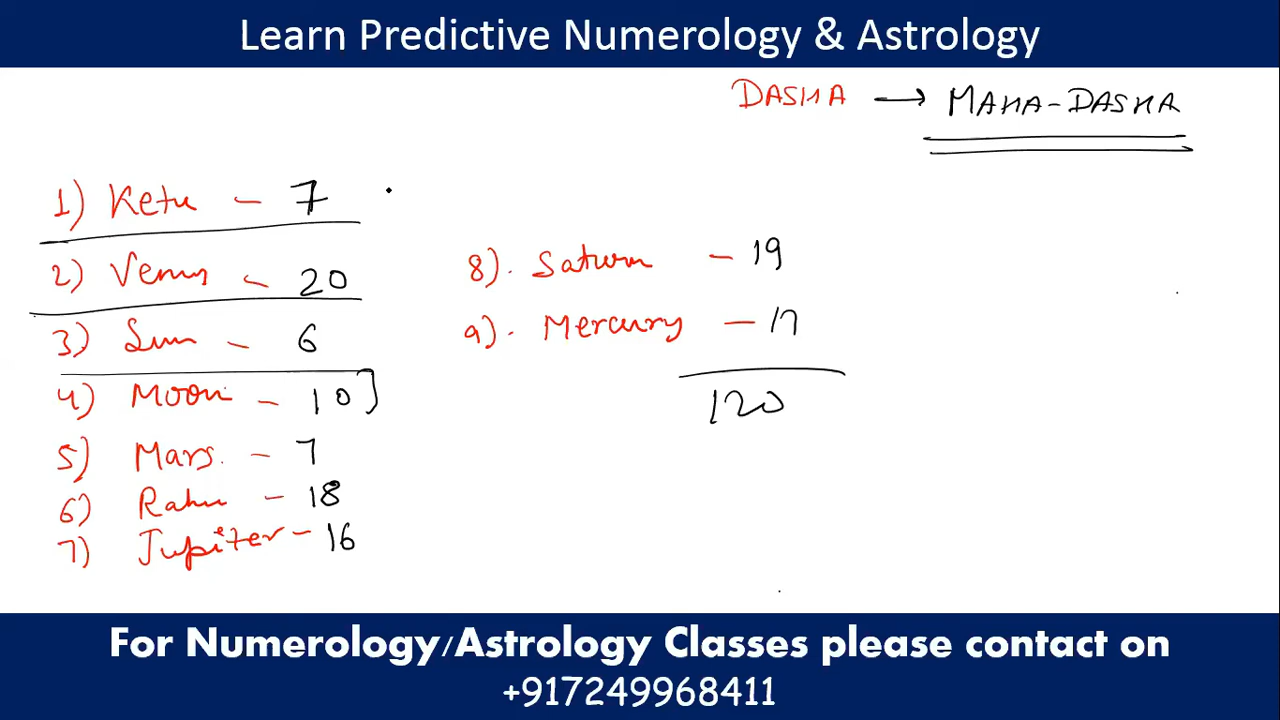 Learn Predictive Numerology & Astrology
DASHA → MAHA-DASHA
1) Ketu - 7
2) Venus - 20
3) Sun - 6
4) Moon - 10]
5) Mars. - 7
6) Rahu - 18
7) Jupiter - 16
8). Saturn - 19
9). Mercury - 17
120
For Numerology/Astrology Classes please contact on
+917249968411